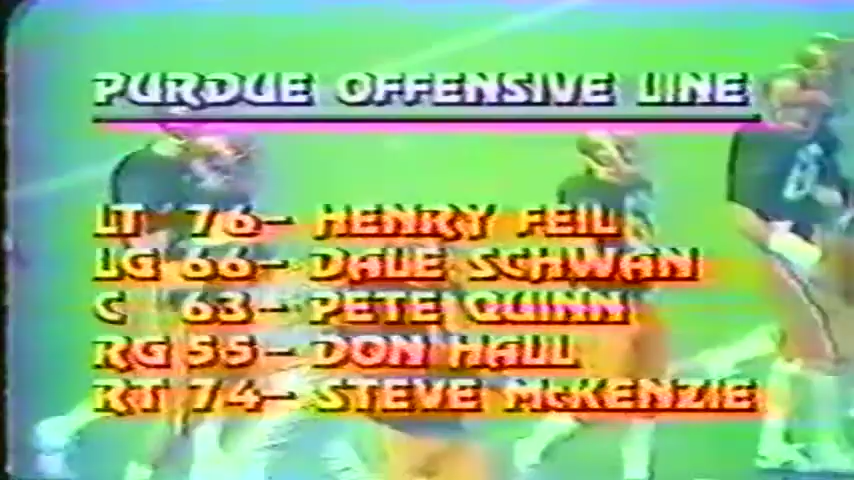 PURDUE OFFENSIVE LINE
LT 76- HENRY FEIL
LG 66- DALE SCHWAN
C 63- PETE QUINN
RG 55- DON HALL
RT 74- STEVE McKENZIE